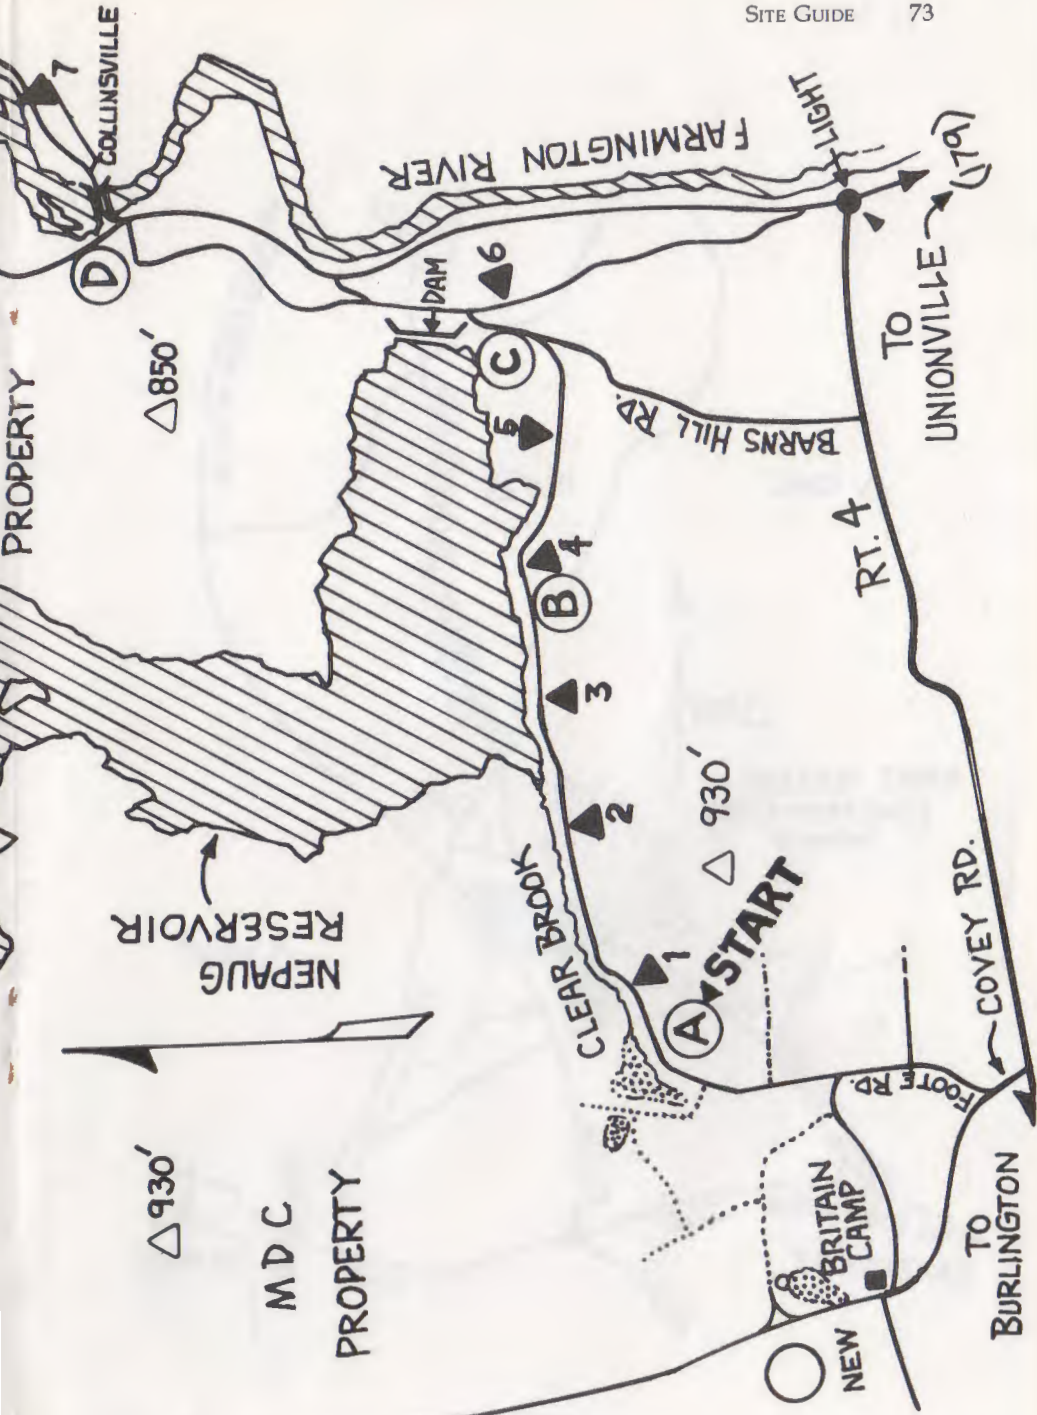 SITE GUIDE 73
COLLINSVILLE
7
D
PROPERTY
△850'
FARMINGTON
RIVER
LIGHT
(179)
TO
UNIONVILLE
6
DAM
C
5
BARNS HILL RD.
RT. 4
4
B
3
2
△ 930'
NEPAUG
RESERVOIR
CLEAR BROOK
1
A
START
COVEY RD.
FOOTE RD.
△930'
MDC
PROPERTY
BRITAIN
CAMP
NEW
TO
BURLINGTON